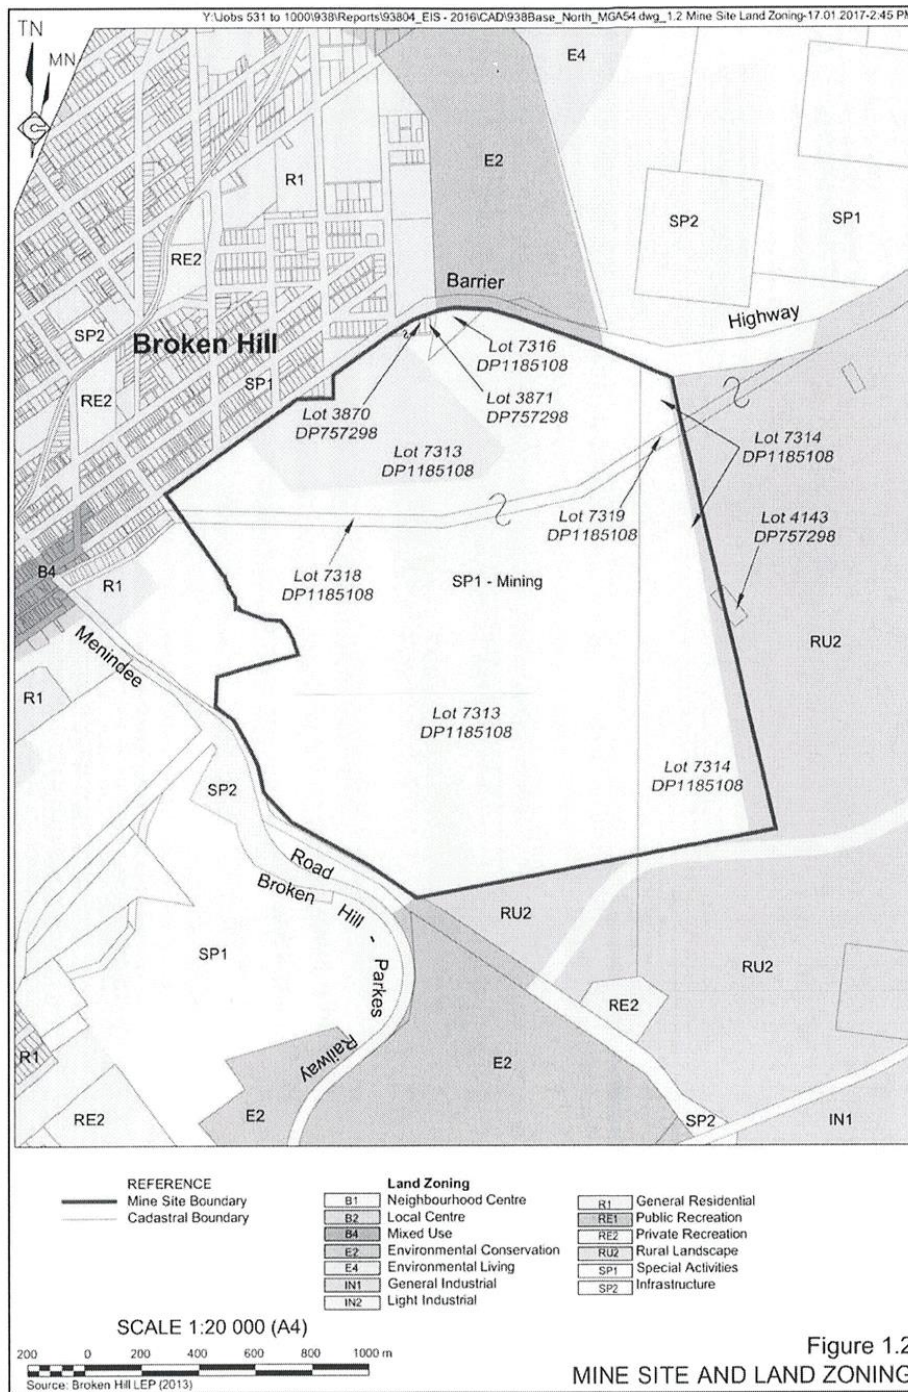 Y:\Jobs 531 to 1000\938\Reports\93804_EIS - 2016\CAD\938Base_North_MGA54.dwg_1.2 Mine Site Land Zoning-17.01.2017-2:45 PM
TN
MN
E4
E2
R1
SP2
SP1
RE2
Barrier
Highway
SP2
Broken Hill
Lot 7316
DP1185108
RE2
SP1
Lot 3871
DP757298
Lot 3870
DP757298
Lot 7313
DP1185108
Lot 7314
DP1185108
Lot 7319
DP1185108
Lot 4143
DP757298
B4
R1
Lot 7318
DP1185108
SP1 - Mining
RU2
Menindee
R1
Lot 7313
DP1185108
Lot 7314
DP1185108
SP2
Road
Broken Hill - Parkes Railway
RU2
SP1
RU2
RE2
R1
E2
RE2
E2
SP2
IN1
REFERENCE
Mine Site Boundary
Cadastral Boundary
Land Zoning
B1 Neighbourhood Centre
B2 Local Centre
B4 Mixed Use
E2 Environmental Conservation
E4 Environmental Living
IN1 General Industrial
IN2 Light Industrial
R1 General Residential
RE1 Public Recreation
RE2 Private Recreation
RU2 Rural Landscape
SP1 Special Activities
SP2 Infrastructure
SCALE 1:20 000 (A4)
200 0 200 400 600 800 1000 m
Source: Broken Hill LEP (2013)
Figure 1.2
MINE SITE AND LAND ZONING